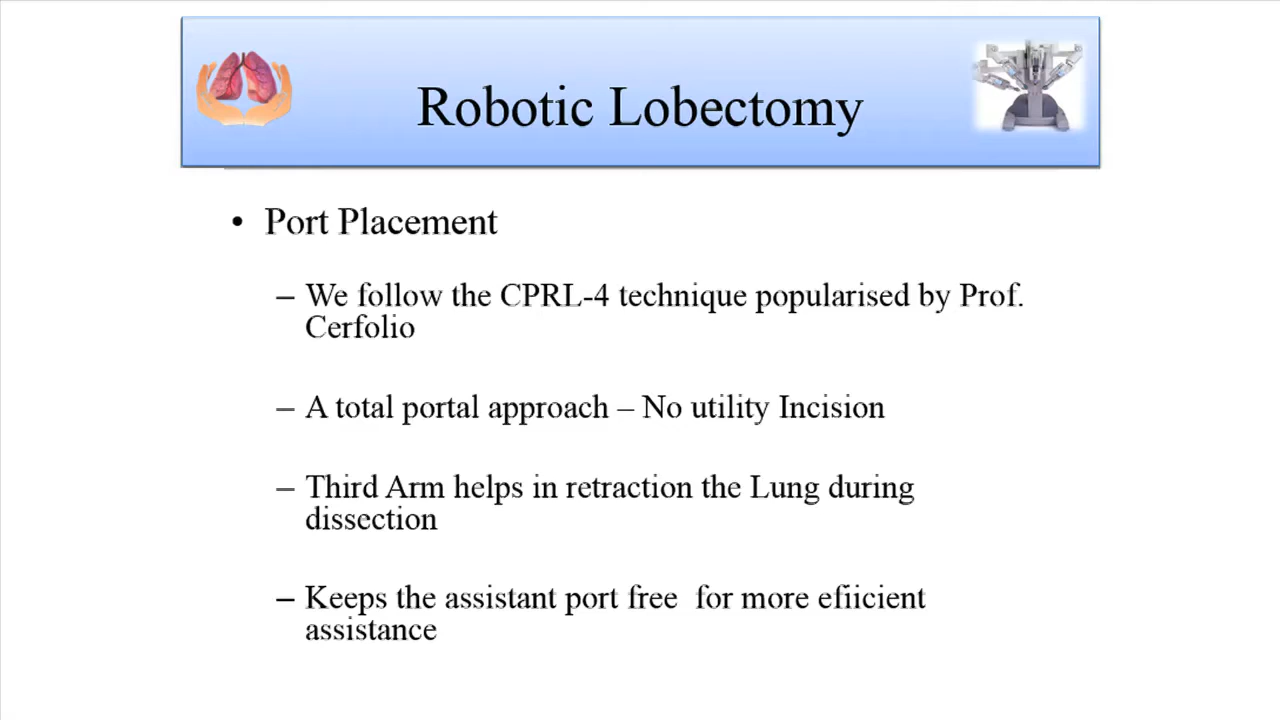 Robotic Lobectomy
• Port Placement
– We follow the CPRL-4 technique popularised by Prof.
Cerfolio
– A total portal approach – No utility Incision
– Third Arm helps in retraction the Lung during
dissection
– Keeps the assistant port free  for more efiicient
assistance